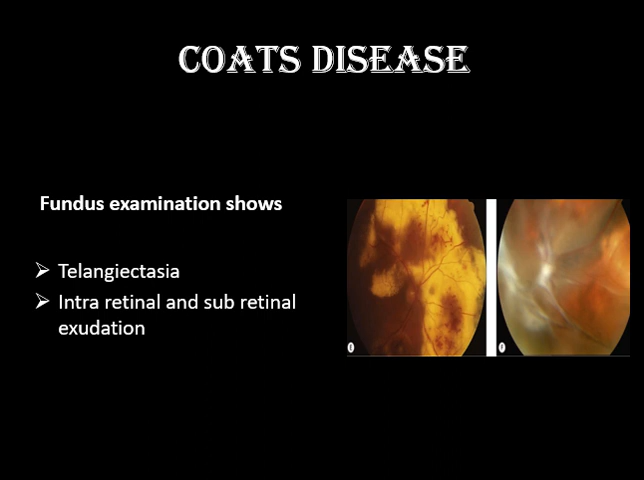 COATS DISEASE
Fundus examination shows
➢ Telangiectasia
➢ Intra retinal and sub retinal
exudation
E
F